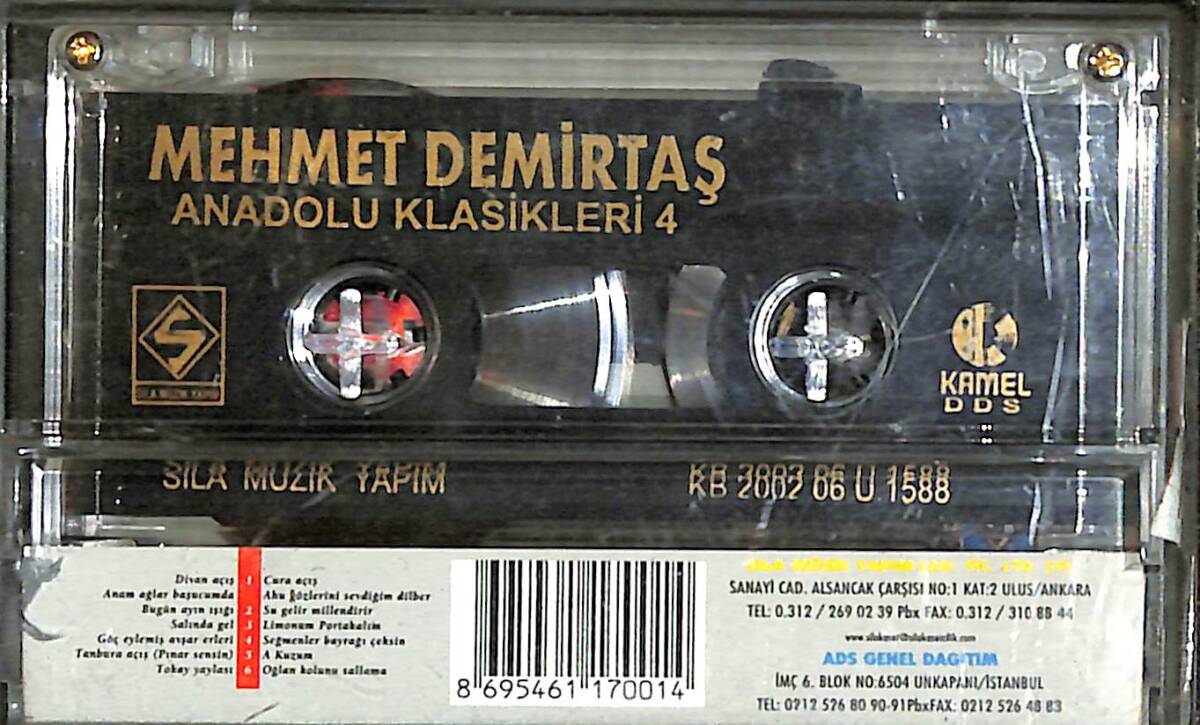 MEHMET DEMİRTAŞ
ANADOLU KLASİKLERİ 4
S
KAMEL
DDS
SILA MÜZİK YAPIM
KB 2002 06 U 1588
Divan açış 1 Cura açış
Anam ağlar başucumda Ahu gözlerini sevdiğim dilber
Bugün ayın ışığı 2 Su gelir millendirir
Salında gel 3 Limonum Portakalım
Göç eylemiş avşar erleri 4 Seğmenler bayrağı çeksin
Tanbura açış (Pınar sensin) 5 A Kuzum
Tokay yaylası 6 Oğlan kolunu sallama
8 695461 170014
SANAYİ CAD. ALSANCAK ÇARŞISI NO:1 KAT:2 ULUS/ANKARA
TEL: 0.312 / 269 02 39 Pbx FAX: 0.312 / 310 88 44
ADS GENEL DAGITIM
İMÇ 6. BLOK NO:6504 UNKAPANI/İSTANBUL
TEL: 0212 526 80 90-91PbxFAX: 0212 526 48 83